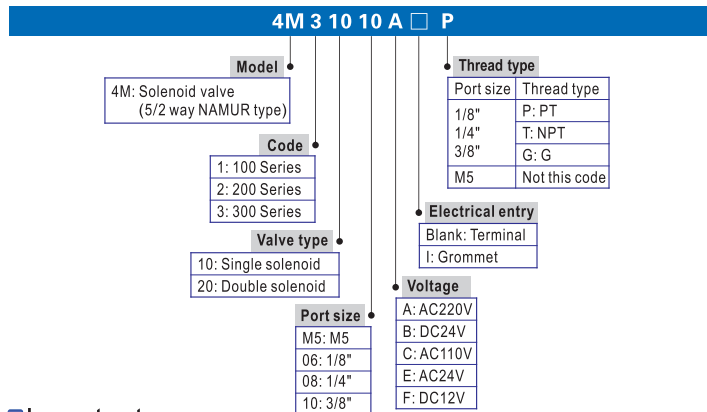 4M 3 10 10 A □ P
Model
4M: Solenoid valve
(5/2 way NAMUR type)
Code
1: 100 Series
2: 200 Series
3: 300 Series
Valve type
10: Single solenoid
20: Double solenoid
Port size
M5: M5
06: 1/8"
08: 1/4"
10: 3/8"
Voltage
A: AC220V
B: DC24V
C: AC110V
E: AC24V
F: DC12V
Electrical entry
Blank: Terminal
I: Grommet
Thread type
Port size Thread type
1/8" P: PT
1/4" T: NPT
3/8" G: G
M5 Not this code